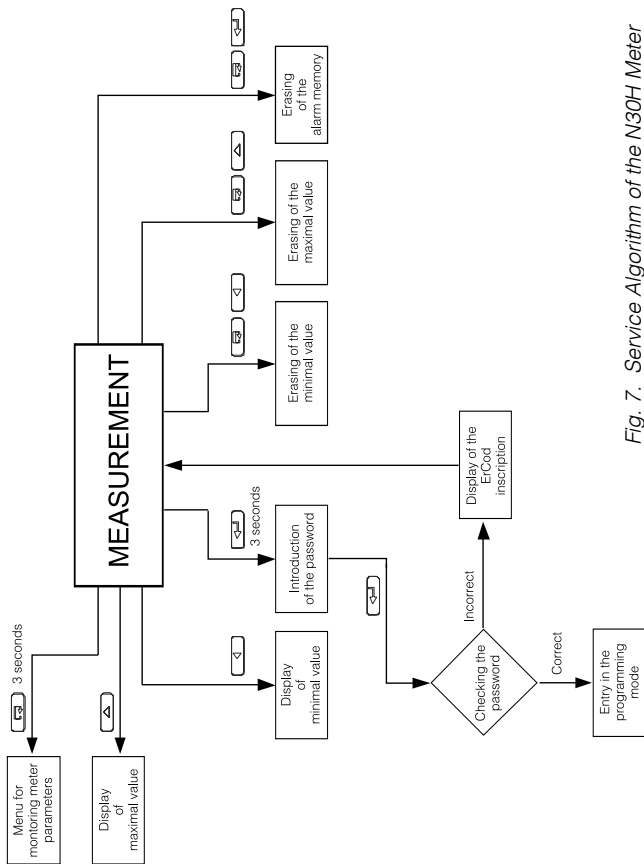 MEASUREMENT
3 seconds
Menu for
montoring meter
parameters
Display
of
maximal value
Display
of
minimal value
3 seconds
Introduction
of the password
Checking the
password
Incorrect
Correct
Display of the
ErCod
inscription
Entry in the
programming
mode
Erasing of the
minimal value
Erasing of the
maximal value
Erasing
of the
alarm memory
Fig. 7. Service Algorithm of the N30H Meter